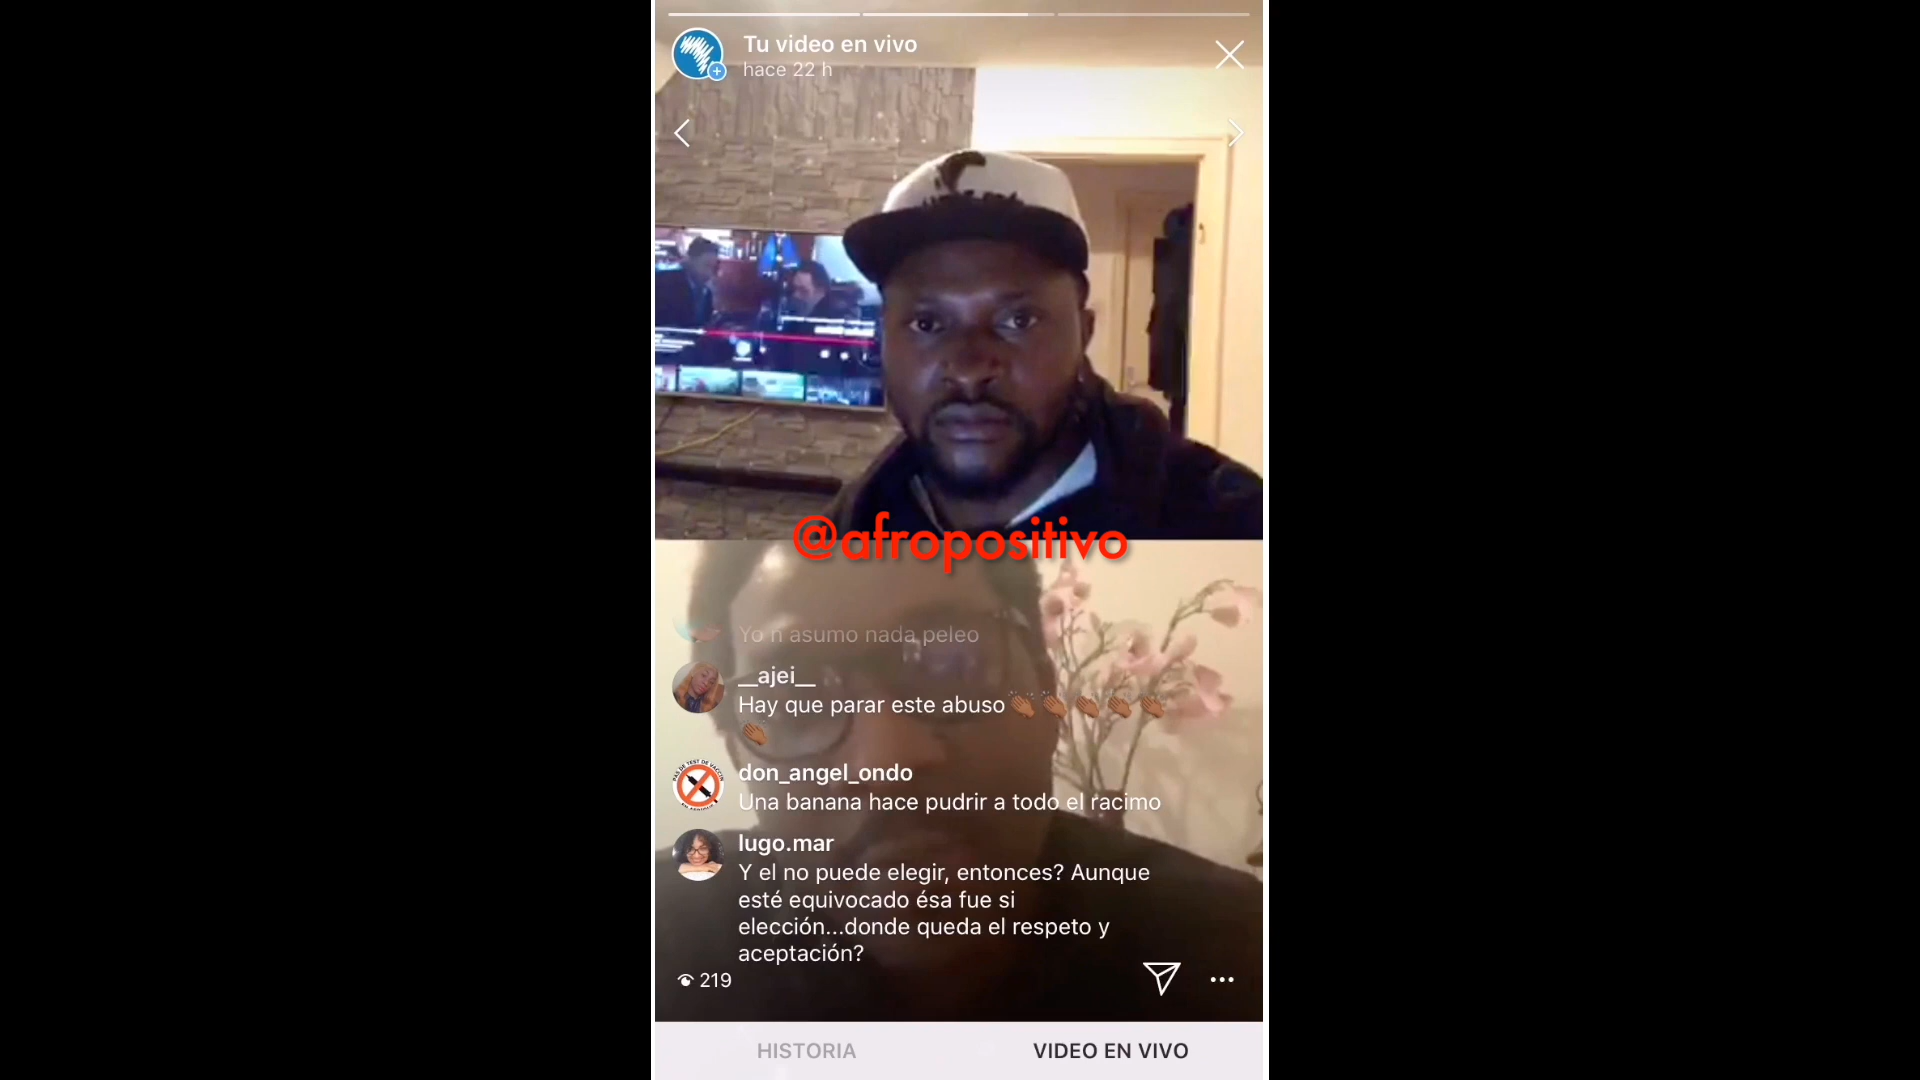 Tu video en vivo
hace 22 h
@afropositivo
Yo n asumo nada peleo
__ajei__
Hay que parar este abuso👏🏾👏🏾👏🏾👏🏾👏🏾
👏🏾
don_angel_ondo
Una banana hace pudrir a todo el racimo
lugo.mar
Y el no puede elegir, entonces? Aunque
esté equivocado ésa fue si
elección...donde queda el respeto y
aceptación?
219
HISTORIA
VIDEO EN VIVO